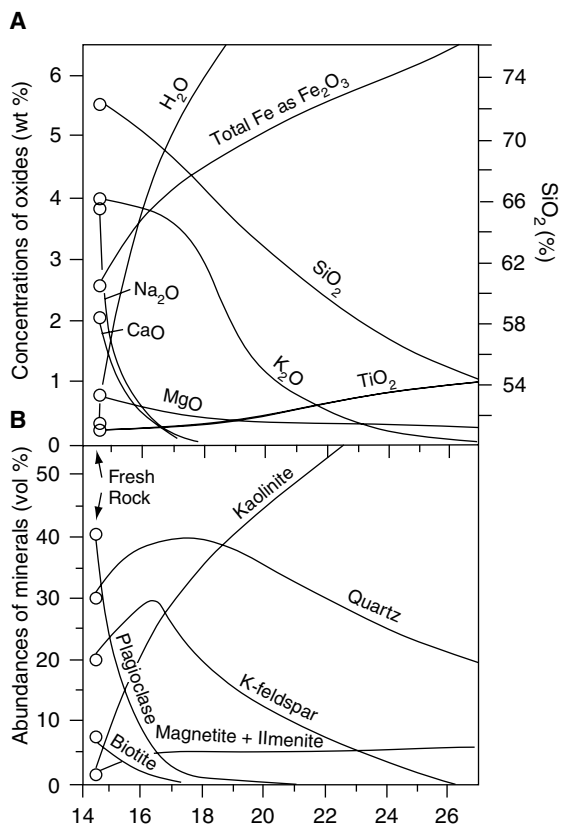 A
Concentrations of oxides (wt %)
6
5
4
3
2
1
0
H₂O
Total Fe as Fe₂O₃
Na₂O
CaO
MgO
SiO₂
K₂O
TiO₂
74
70
66
62
58
54
SiO₂ (%)
B
Abundances of minerals (vol %)
50
40
30
20
10
0
Fresh
Rock
Kaolinite
Quartz
Plagioclase
K-feldspar
Magnetite + IImenite
Biotite
14 16 18 20 22 24 26